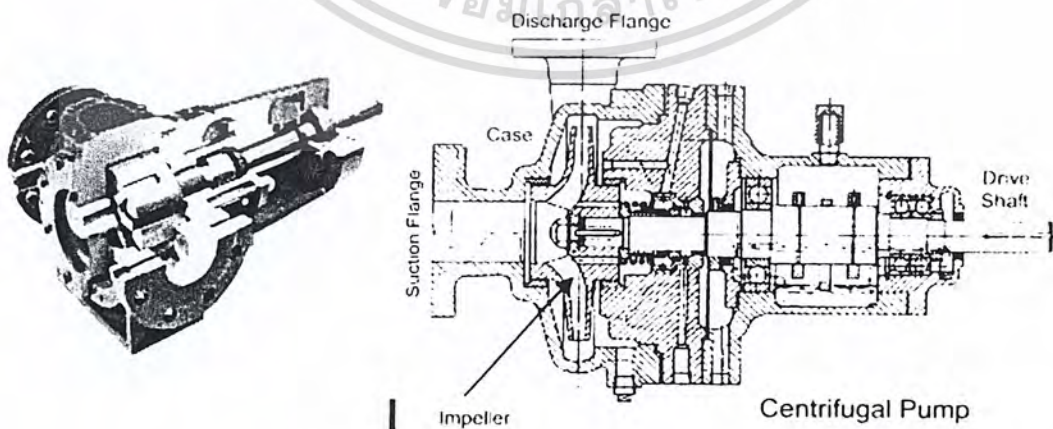 Discharge Flange
Case
Suction Flange
Drive
Shaft
Impeller
Centrifugal Pump